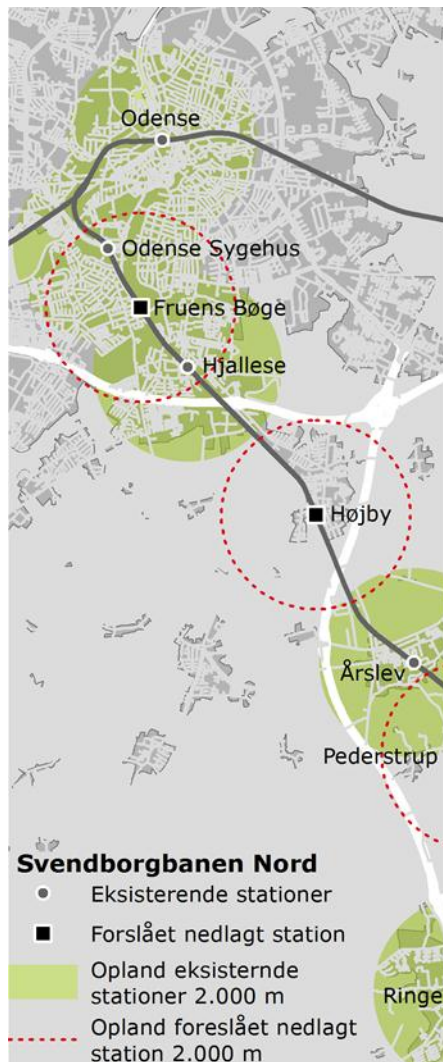 Odense
Odense Sygehus
Fruens Bøge
Hjallese
Højby
Årslev
Pederstrup
Svendborgbanen Nord
Eksisterende stationer
Forslået nedlagt station
Opland eksisternde
stationer 2.000 m
Ringe
Opland foreslået nedlagt
station 2.000 m